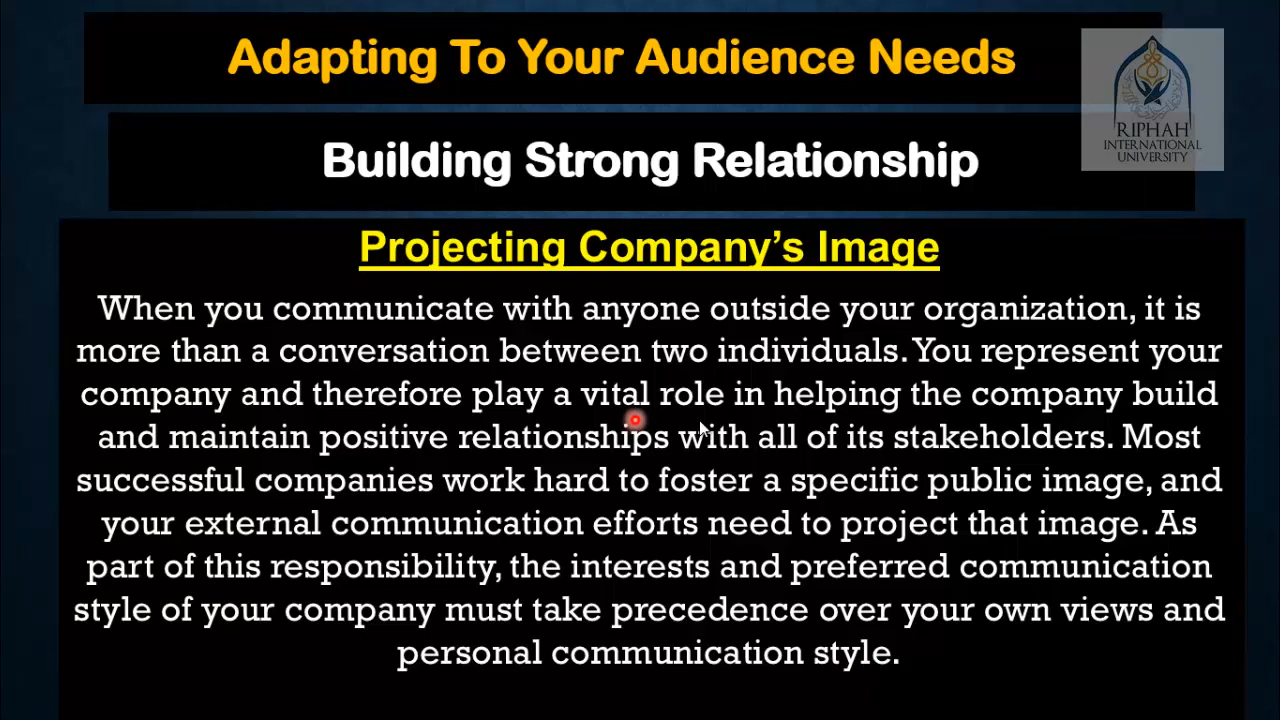 Adapting To Your Audience Needs
RIPHAH
INTERNATIONAL
UNIVERSITY
Building Strong Relationship
Projecting Company’s Image
When you communicate with anyone outside your organization, it is
more than a conversation between two individuals. You represent your
company and therefore play a vital role in helping the company build
and maintain positive relationships with all of its stakeholders. Most
successful companies work hard to foster a specific public image, and
your external communication efforts need to project that image. As
part of this responsibility, the interests and preferred communication
style of your company must take precedence over your own views and
personal communication style.